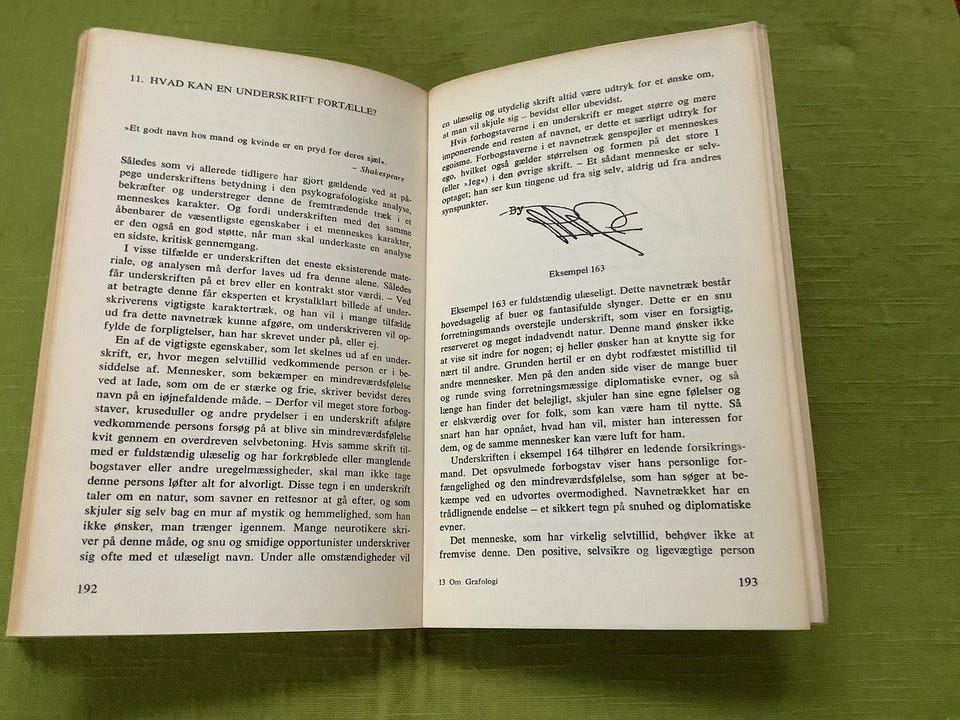 11. HVAD KAN EN UNDERSKRIFT FORTÆLLE?
»Et godt navn hos mand og kvinde er en pryd for deres sjæl«.
– Shakespeare
Således som vi allerede tidligere har gjort gældende ved at på-
pege underskriftens betydning i den psykografologiske analyse,
bekræfter og understreger denne de fremtrædende træk i et
menneskes karakter. Og fordi underskriften med det samme
åbenbarer de væsentligste egenskaber i et menneskes karakter,
er den også en god støtte, når man skal underkaste en analyse
en sidste, kritisk gennemgang.
I visse tilfælde er underskriften det eneste eksisterende mate-
riale, og analysen må derfor laves ud fra denne alene. Således
får underskriften på et brev eller en kontrakt stor værdi. – Ved
at betragte denne får eksperten et krystalklart billede af under-
skriverens vigtigste karaktertræk, og han vil i mange tilfælde
ud fra dette navnetræk kunne afgøre, om underskriveren vil op-
fylde de forpligtelser, han har skrevet under på, eller ej.
En af de vigtigste egenskaber, som let skelnes ud af en under-
skrift, er, hvor megen selvtillid vedkommende person er i be-
siddelse af. Mennesker, som bekæmper en mindreværdsfølelse
ved at lade, som om de er stærke og frie, skriver bevidst deres
navn på en iøjnefaldende måde. – Derfor vil meget store forbog-
staver, kruseduller og andre prydelser i en underskrift afsløre
vedkommende persons forsøg på at blive sin mindreværdsfølelse
kvit gennem en overdreven selvbetoning. Hvis samme skrift til-
med er fuldstændig ulæselig og har forkrøblede eller manglende
bogstaver eller andre uregelmæssigheder, skal man ikke tage
denne persons løfter alt for alvorligt. Disse tegn i en underskrift
taler om en natur, som savner en rettesnor at gå efter, og som
skjuler sig selv bag en mur af mystik og hemmelighed, som han
ikke ønsker, man trænger igennem. Mange neurotikere skri-
ver på denne måde, og snu og smidige opportunister underskriver
sig ofte med et ulæseligt navn. Under alle omstændigheder vil
192
en ulæselig og utydelig skrift altid være udtryk for et ønske om,
at man vil skjule sig – bevidst eller ubevidst.
Hvis forbogstaverne i en underskrift er meget større og mere
imponerende end resten af navnet, er dette et særligt udtryk for
egoisme. Forbogstaverne i et navnetræk genspejler et menneskes
ego, hvilket også gælder størrelsen og formen på det store I
(eller »Jeg«) i den øvrige skrift. – Et sådant menneske er selv-
optaget; han ser kun tingene ud fra sig selv, aldrig ud fra andres
synspunkter.
By
Eksempel 163
Eksempel 163 er fuldstændig ulæseligt. Dette navnetræk består
hovedsagelig af buer og fantasifulde slynger. Dette er en snu
forretningsmands overstejle underskrift, som viser en forsigtig,
reserveret og meget indadvendt natur. Denne mand ønsker ikke
at vise sit indre for nogen; ej heller ønsker han at knytte sig for
nært til andre. Grunden hertil er en dybt rodfæstet mistillid til
andre mennesker. Men på den anden side viser de mange buer
og runde sving forretningsmæssige diplomatiske evner, og så
længe han finder det belejligt, skjuler han sine egne følelser og
er elskværdig over for folk, som kan være ham til nytte. Så
snart han har opnået, hvad han vil, mister han interessen for
dem, og de samme mennesker kan være luft for ham.
Underskriften i eksempel 164 tilhører en ledende forsikrings-
mand. Det opsvulmede forbogstav viser hans personlige for-
fængelighed og den mindreværdsfølelse, som han søger at be-
kæmpe ved en udvortes overmodighed. Navnetrækket har en
trådlignende endelse – et sikkert tegn på snuhed og diplomatiske
evner.
Det menneske, som har virkelig selvtillid, behøver ikke at
fremvise denne. Den positive, selvsikre og ligevægtige person
13 Om Grafologi
193